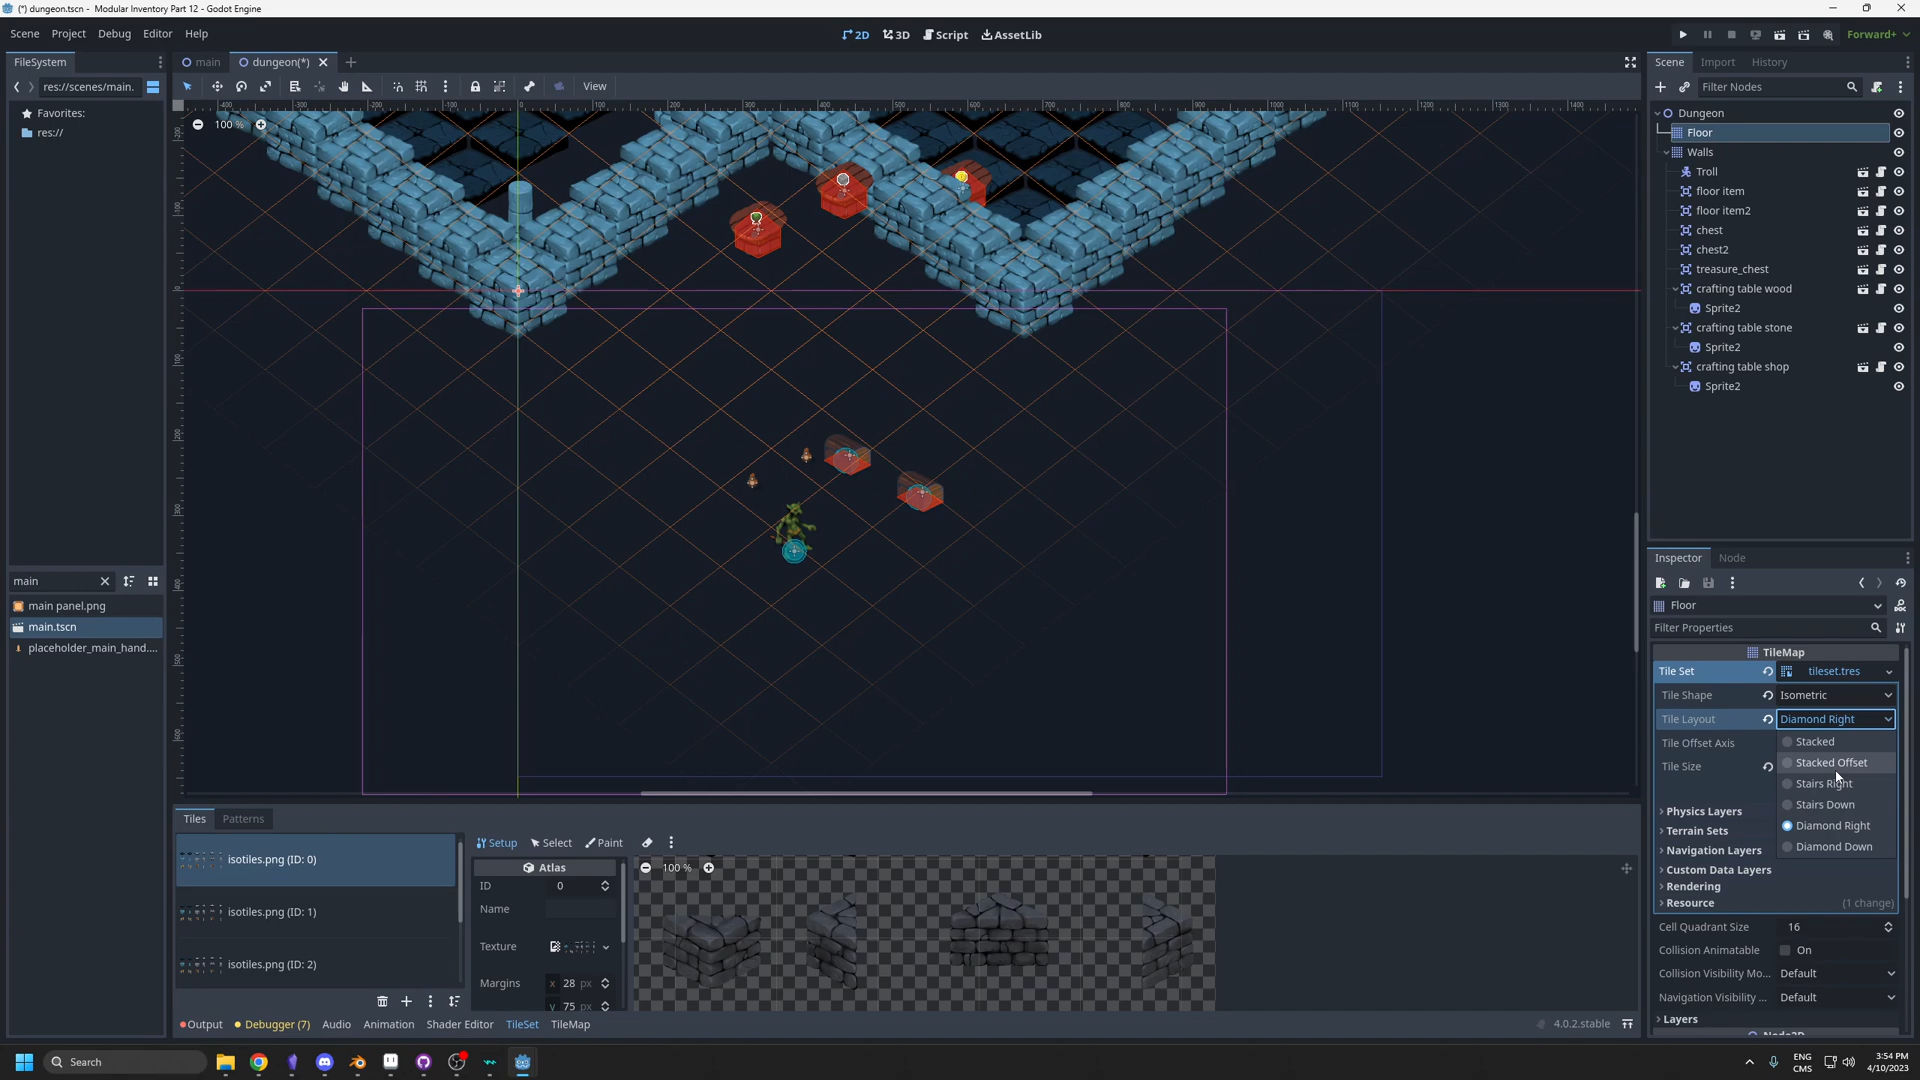 (*) dungeon.tscn - Modular Inventory Part 12 - Godot Engine
Scene Project Debug Editor Help
2D 3D Script AssetLib
Forward+
FileSystem
main
dungeon(*)
Scene Import History
res://scenes/main.
View
Filter Nodes
Favorites:
res://
100 %
Dungeon
Floor
Walls
Troll
floor item
floor item2
chest
chest2
treasure_chest
crafting table wood
Sprite2
crafting table stone
Sprite2
crafting table shop
Sprite2
main
main panel.png
main.tscn
placeholder_main_hand....
Inspector Node
Floor
Filter Properties
TileMap
Tile Set tileset.tres
Tile Shape Isometric
Tile Layout Diamond Right
Stacked
Tile Offset Axis
Stacked Offset
Tile Size
Stairs Right
Stairs Down
Diamond Right
Diamond Down
Physics Layers
Terrain Sets
Navigation Layers
Custom Data Layers
Rendering
Resource (1 change)
Cell Quadrant Size 16
Collision Animatable On
Collision Visibility Mo... Default
Navigation Visibility ... Default
Layers
Tiles Patterns
isotiles.png (ID: 0)
isotiles.png (ID: 1)
isotiles.png (ID: 2)
Setup Select Paint
Atlas
ID 0
Name
Texture
Margins x 28 px
y 75 px
100 %
Output Debugger (7) Audio Animation Shader Editor TileSet TileMap
4.0.2.stable
Search
ENG
CMS
3:54 PM
4/10/2023